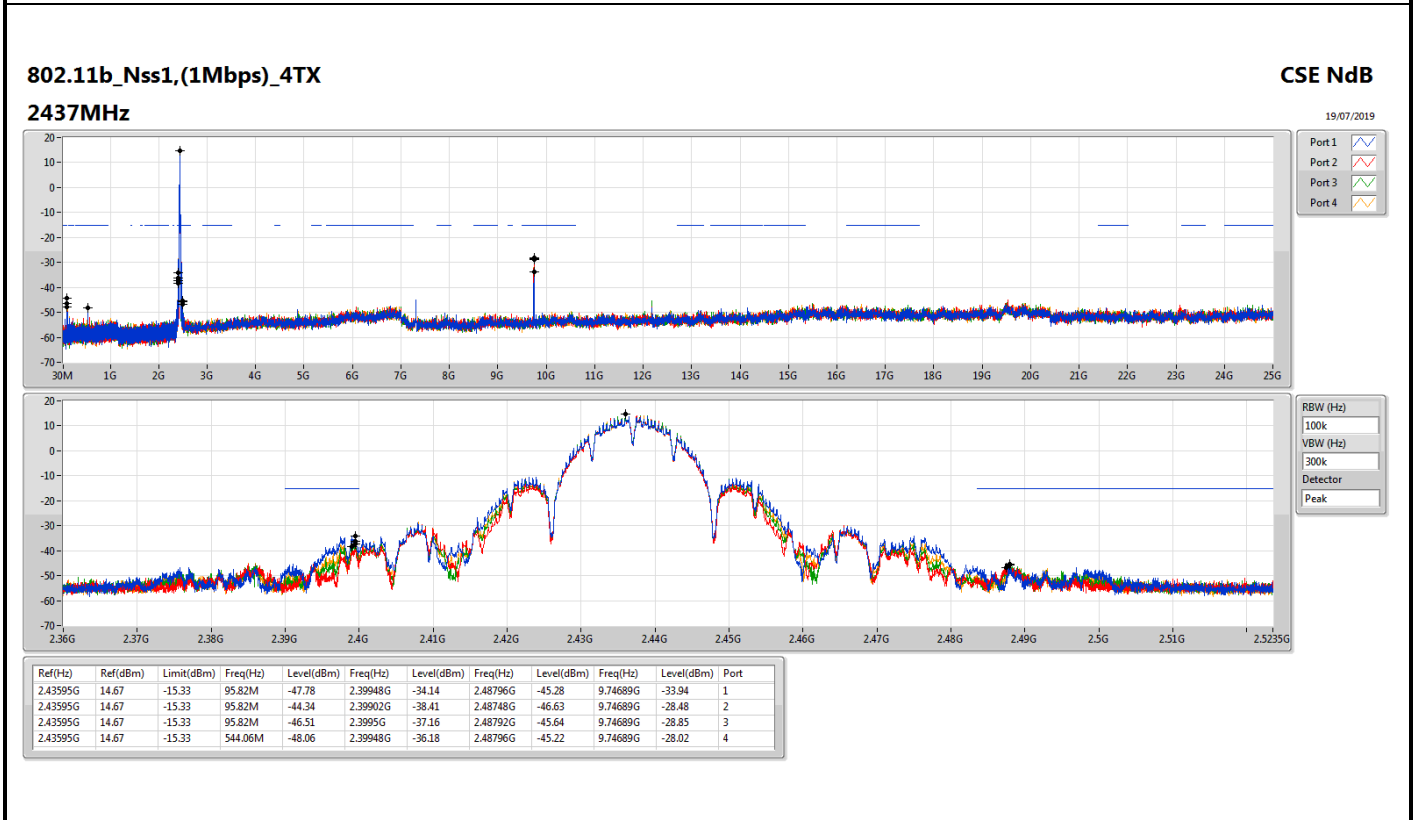 802.11b_Nss1,(1Mbps)_4TX
CSE NdB
2437MHz
19/07/2019
20
10
0
-10
-20
-30
-40
-50
-60
-70
30M 1G 2G 3G 4G 5G 6G 7G 8G 9G 10G 11G 12G 13G 14G 15G 16G 17G 18G 19G 20G 21G 22G 23G 24G 25G
Port 1
Port 2
Port 3
Port 4
20
10
0
-10
-20
-30
-40
-50
-60
-70
2.36G 2.37G 2.38G 2.39G 2.4G 2.41G 2.42G 2.43G 2.44G 2.45G 2.46G 2.47G 2.48G 2.49G 2.5G 2.51G 2.5235G
RBW (Hz)
100k
VBW (Hz)
300k
Detector
Peak
Ref(Hz) Ref(dBm) Limit(dBm) Freq(Hz) Level(dBm) Freq(Hz) Level(dBm) Freq(Hz) Level(dBm) Freq(Hz) Level(dBm) Port
2.43595G 14.67 -15.33 95.82M -47.78 2.39948G -34.14 2.48796G -45.28 9.74689G -33.94 1
2.43595G 14.67 -15.33 95.82M -44.34 2.39902G -38.41 2.48748G -46.63 9.74689G -28.48 2
2.43595G 14.67 -15.33 95.82M -46.51 2.3995G -37.16 2.48792G -45.64 9.74689G -28.85 3
2.43595G 14.67 -15.33 544.06M -48.06 2.39948G -36.18 2.48796G -45.22 9.74689G -28.02 4